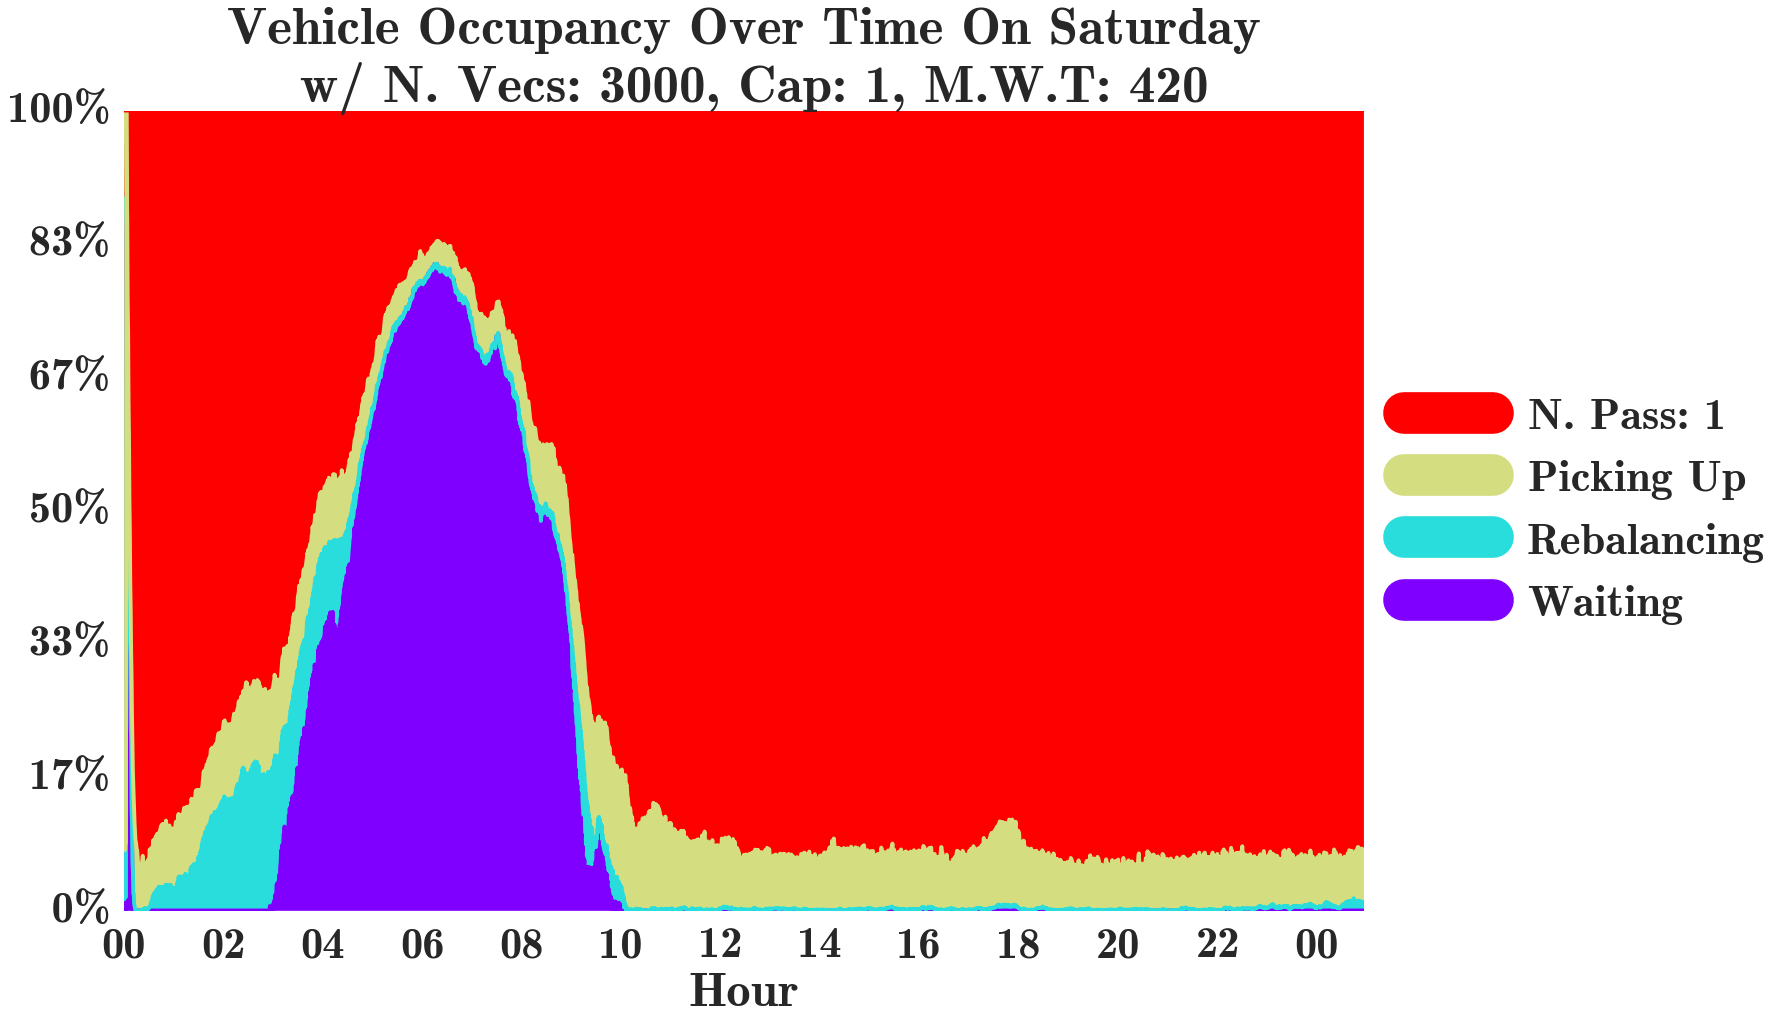 Vehicle Occupancy Over Time On Saturday
w/ N. Vecs: 3000, Cap: 1, M.W.T: 420
100%
83%
67%
50%
33%
17%
0%
00 02 04 06 08 10 12 14 16 18 20 22 00
Hour
N. Pass: 1
Picking Up
Rebalancing
Waiting